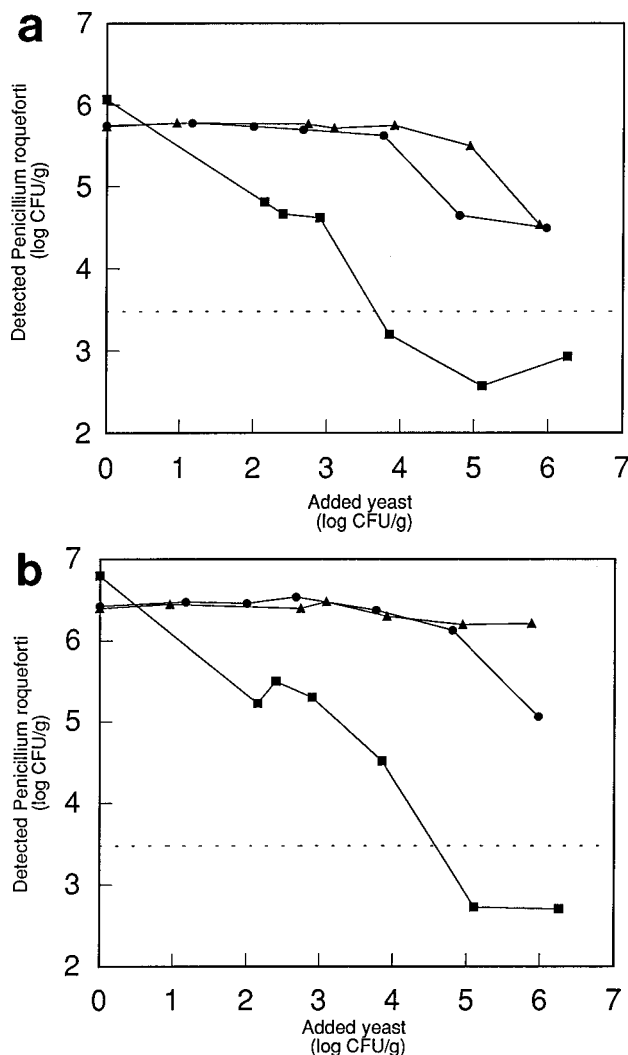 a
7
6
5
4
3
2
Detected Penicillium roqueforti
(log CFU/g)
0 1 2 3 4 5 6 7
Added yeast
(log CFU/g)
b
7
6
5
4
3
2
Detected Penicillium roqueforti
(log CFU/g)
0 1 2 3 4 5 6 7
Added yeast
(log CFU/g)